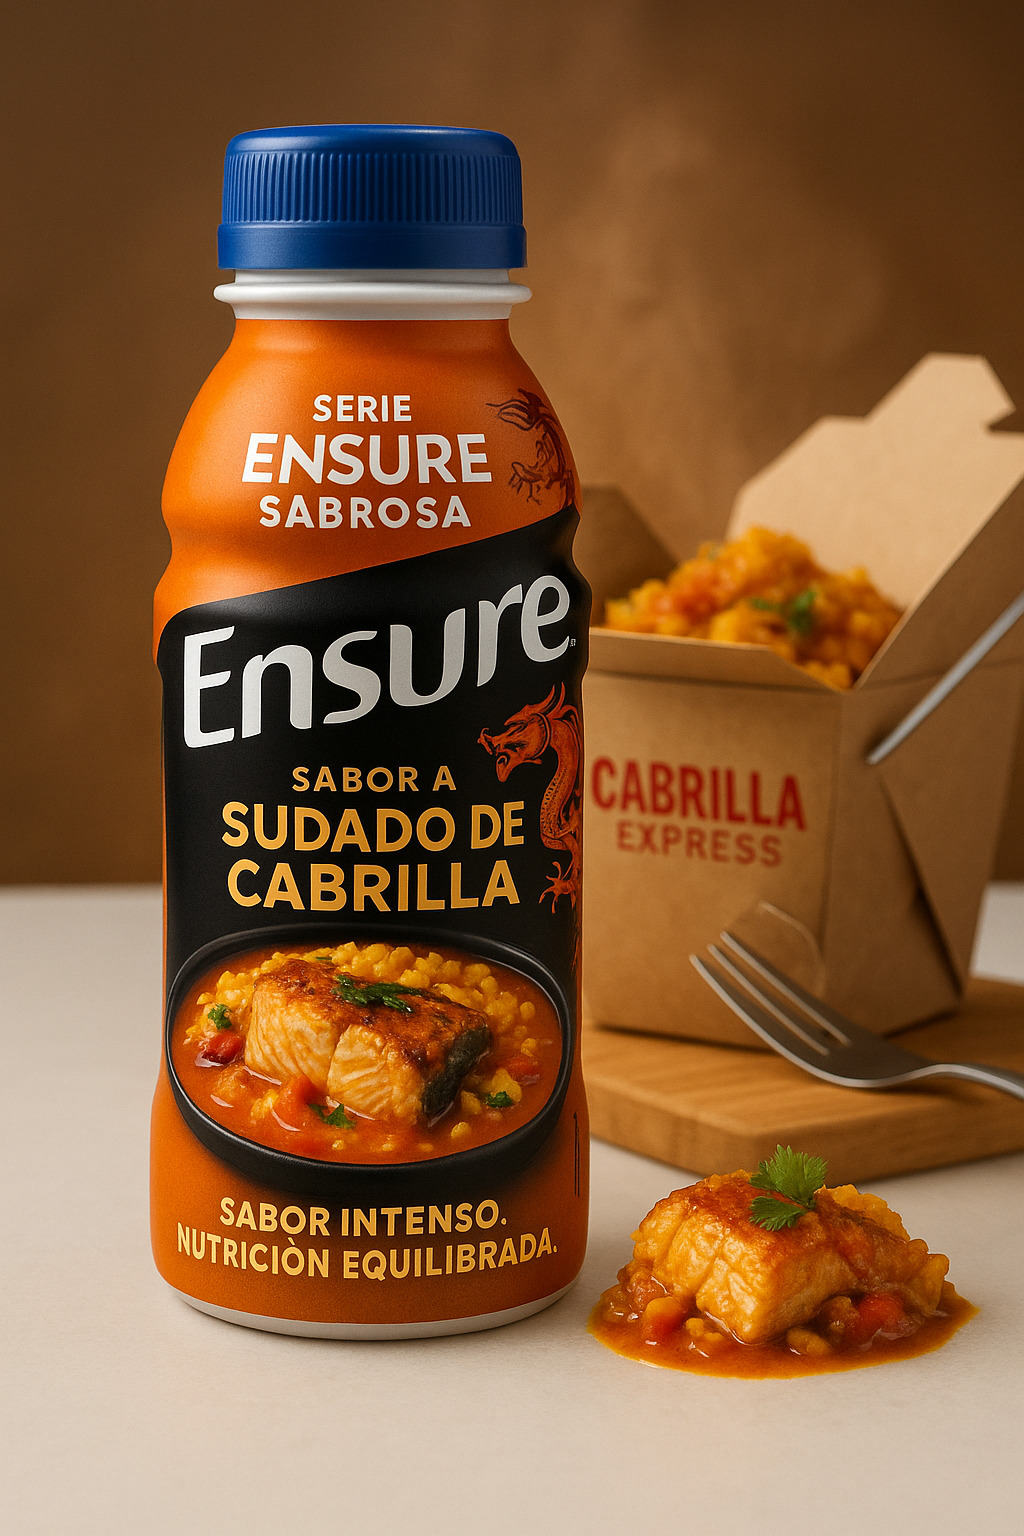 SERIE
ENSURE
SABROSA
Ensure
SABOR A
SUDADO DE
CABRILLA
SABOR INTENSO.
NUTRICIÒN EQUILIBRADA.
CABRILLA
EXPRESS